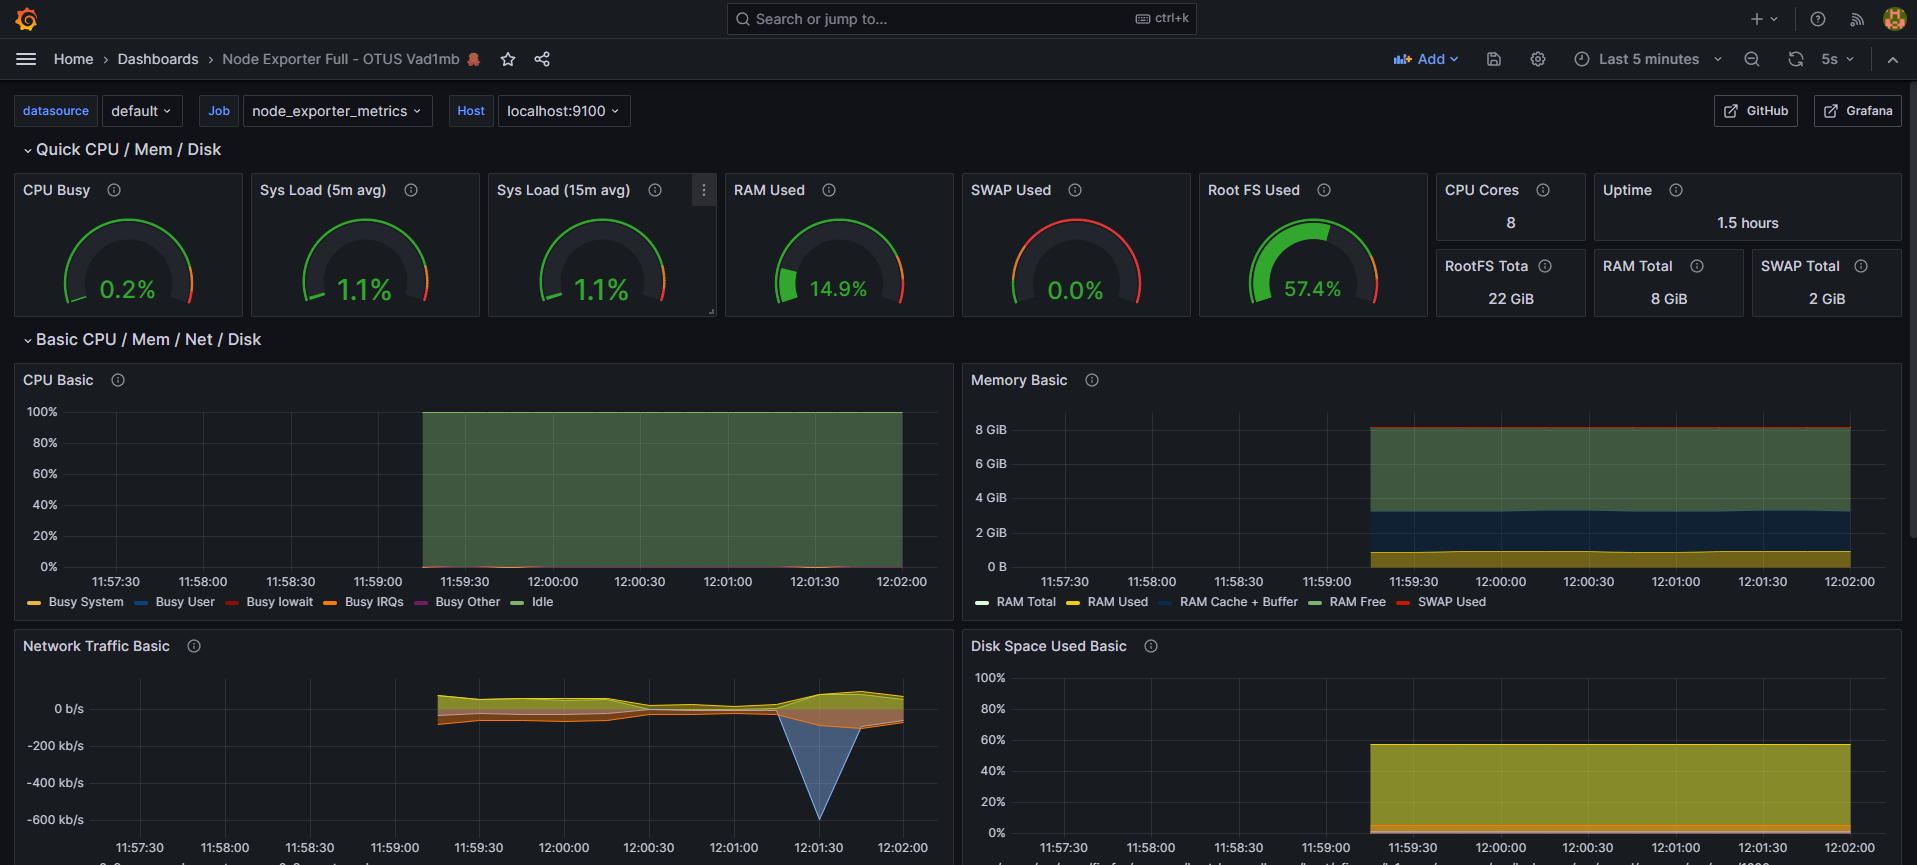 Search or jump to... ctrl+k
Home › Dashboards › Node Exporter Full - OTUS Vad1mb Add Last 5 minutes 5s
datasource default Job node_exporter_metrics Host localhost:9100 GitHub Grafana
Quick CPU / Mem / Disk
CPU Busy Sys Load (5m avg) Sys Load (15m avg) RAM Used SWAP Used Root FS Used CPU Cores Uptime
8 1.5 hours
RootFS Tota RAM Total SWAP Total
0.2% 1.1% 1.1% 14.9% 0.0% 57.4% 22 GiB 8 GiB 2 GiB
Basic CPU / Mem / Net / Disk
CPU Basic
100%
80%
60%
40%
20%
0%
11:57:30 11:58:00 11:58:30 11:59:00 11:59:30 12:00:00 12:00:30 12:01:00 12:01:30 12:02:00
Busy System Busy User Busy Iowait Busy IRQs Busy Other Idle
Memory Basic
8 GiB
6 GiB
4 GiB
2 GiB
0 B
11:57:30 11:58:00 11:58:30 11:59:00 11:59:30 12:00:00 12:00:30 12:01:00 12:01:30 12:02:00
RAM Total RAM Used RAM Cache + Buffer RAM Free SWAP Used
Network Traffic Basic
0 b/s
-200 kb/s
-400 kb/s
-600 kb/s
11:57:30 11:58:00 11:58:30 11:59:00 11:59:30 12:00:00 12:00:30 12:01:00 12:01:30 12:02:00
Disk Space Used Basic
100%
80%
60%
40%
20%
0%
11:57:30 11:58:00 11:58:30 11:59:00 11:59:30 12:00:00 12:00:30 12:01:00 12:01:30 12:02:00